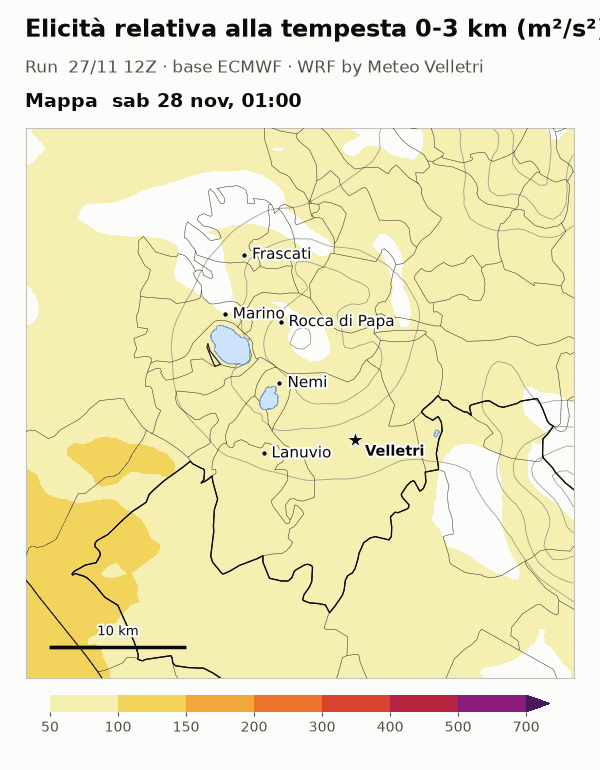 Elicità relativa alla tempesta 0-3 km (m²/s²)
Run 27/11 12Z · base ECMWF · WRF by Meteo Velletri
Mappa sab 28 nov, 01:00
Frascati
Marino
Rocca di Papa
Nemi
Velletri
Lanuvio
10 km
50 100 150 200 300 400 500 700